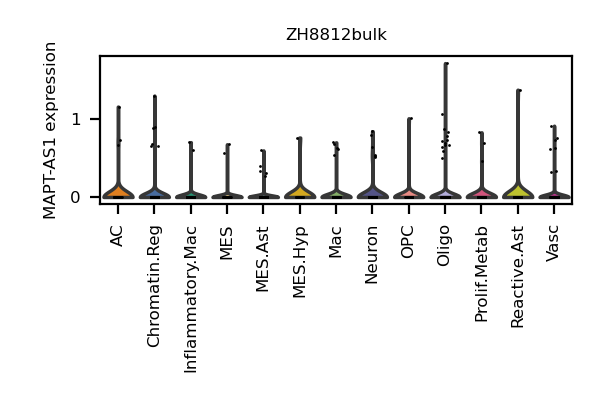 ZH8812bulk
MAPT-AS1 expression
1
0
AC
Chromatin.Reg
Inflammatory.Mac
MES
MES.Ast
MES.Hyp
Mac
Neuron
OPC
Oligo
Prolif.Metab
Reactive.Ast
Vasc